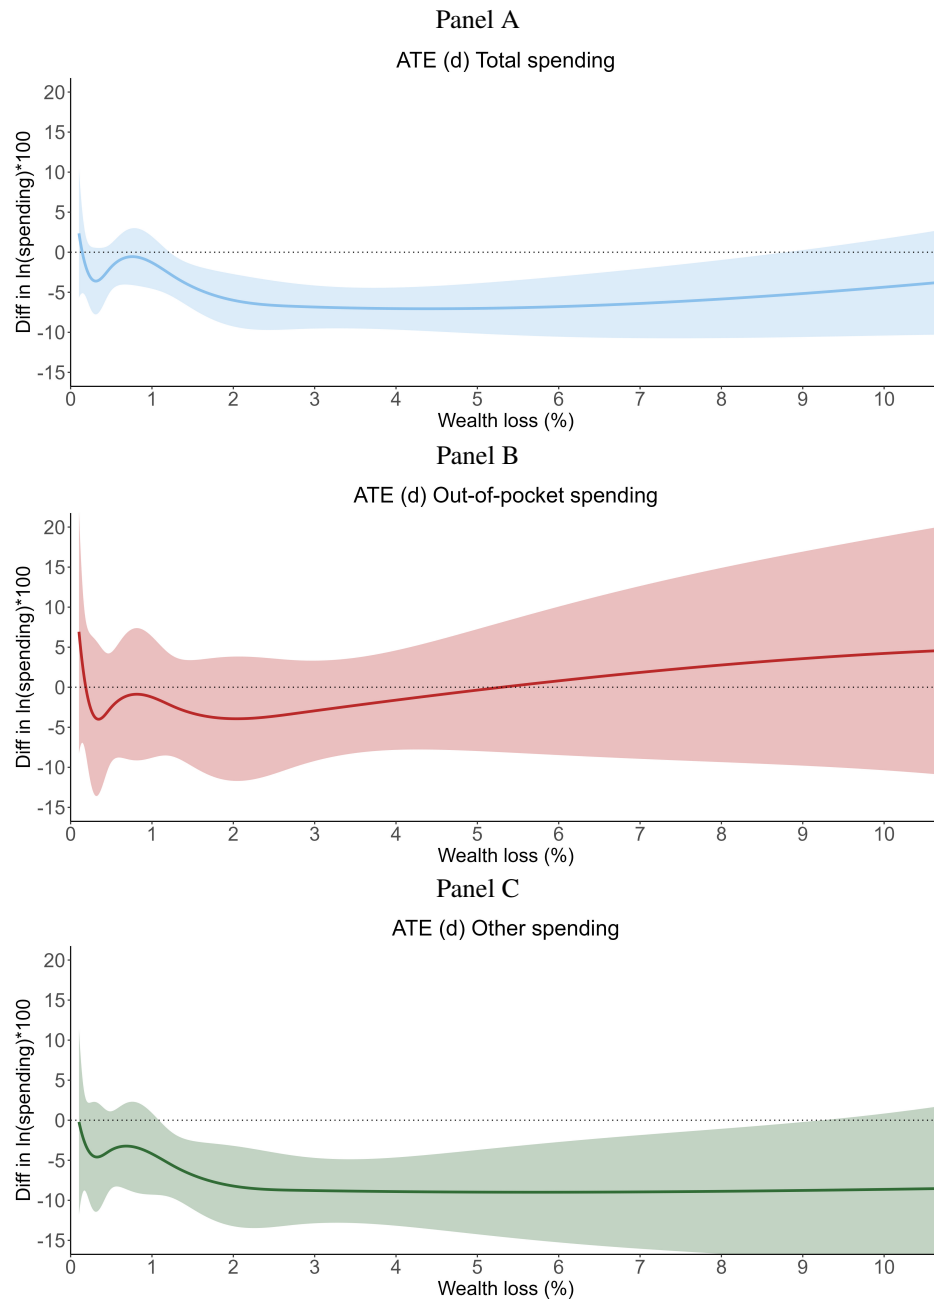 Panel A
ATE (d) Total spending
Diff in ln(spending)*100
20
15
10
5
0
-5
-10
-15
0 1 2 3 4 5 6 7 8 9 10
Wealth loss (%)
Panel B
ATE (d) Out-of-pocket spending
Diff in ln(spending)*100
20
15
10
5
0
-5
-10
-15
0 1 2 3 4 5 6 7 8 9 10
Wealth loss (%)
Panel C
ATE (d) Other spending
Diff in ln(spending)*100
20
15
10
5
0
-5
-10
-15
0 1 2 3 4 5 6 7 8 9 10
Wealth loss (%)